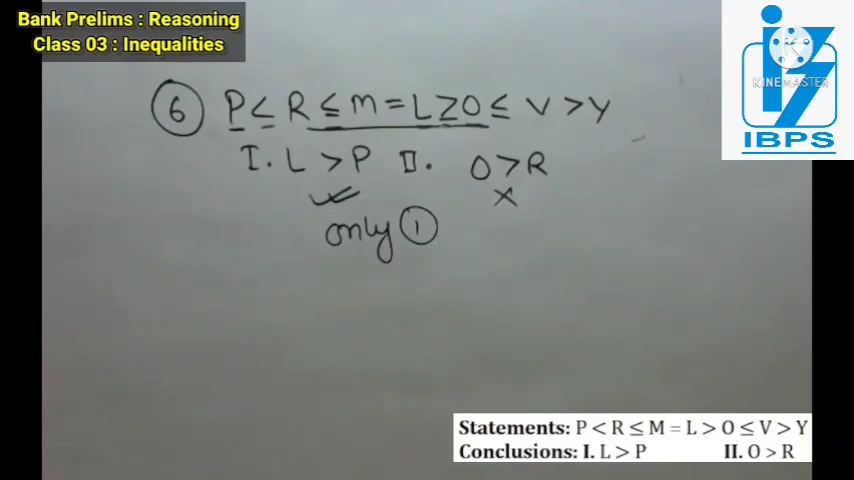 Bank Prelims : Reasoning
Class 03 : Inequalities
KINEMASTER
IBPS
6 P < R ≤ M = L ≥ O ≤ V > Y
I. L > P II. O > R
✓ ×
only 1
Statements: P < R ≤ M = L > O ≤ V > Y
Conclusions: I. L > P II. O > R